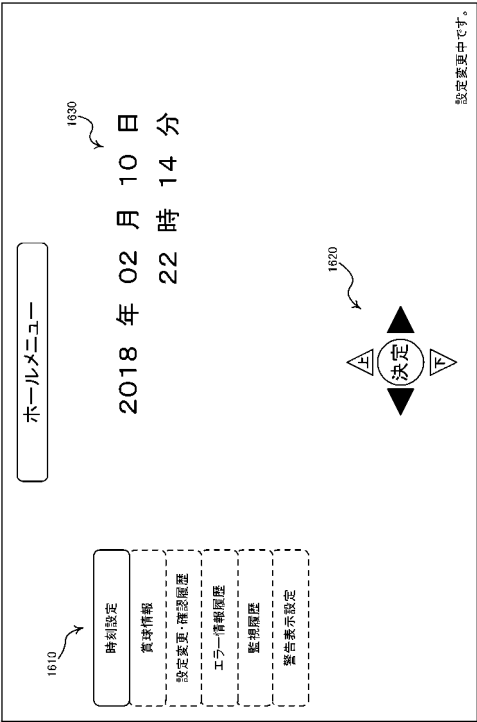 ホールメニュー
1610
時刻設定
賞球情報
設定変更・確認履歴
エラー情報履歴
監視履歴
警告表示設定
1630
2018 年 02 月 10 日
22 時 14 分
1620
上
決定
下
設定変更中です。